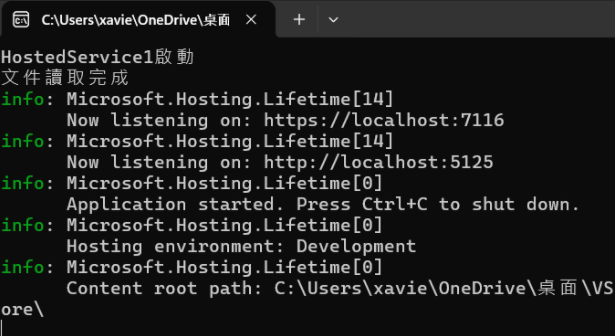 C:\Users\xavie\OneDrive\桌面
HostedService1啟動
文件讀取完成
info: Microsoft.Hosting.Lifetime[14]
Now listening on: https://localhost:7116
info: Microsoft.Hosting.Lifetime[14]
Now listening on: http://localhost:5125
info: Microsoft.Hosting.Lifetime[0]
Application started. Press Ctrl+C to shut down.
info: Microsoft.Hosting.Lifetime[0]
Hosting environment: Development
info: Microsoft.Hosting.Lifetime[0]
Content root path: C:\Users\xavie\OneDrive\桌面\VS
ore\